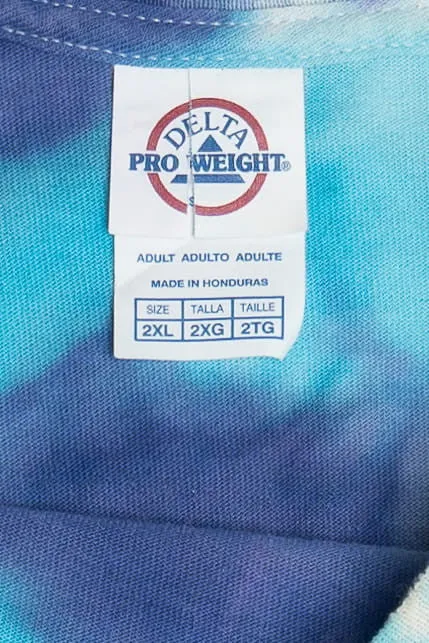 DELTA
PRO WEIGHT®
ADULT ADULTO ADULTE
MADE IN HONDURAS
SIZE TALLA TAILLE
2XL 2XG 2TG